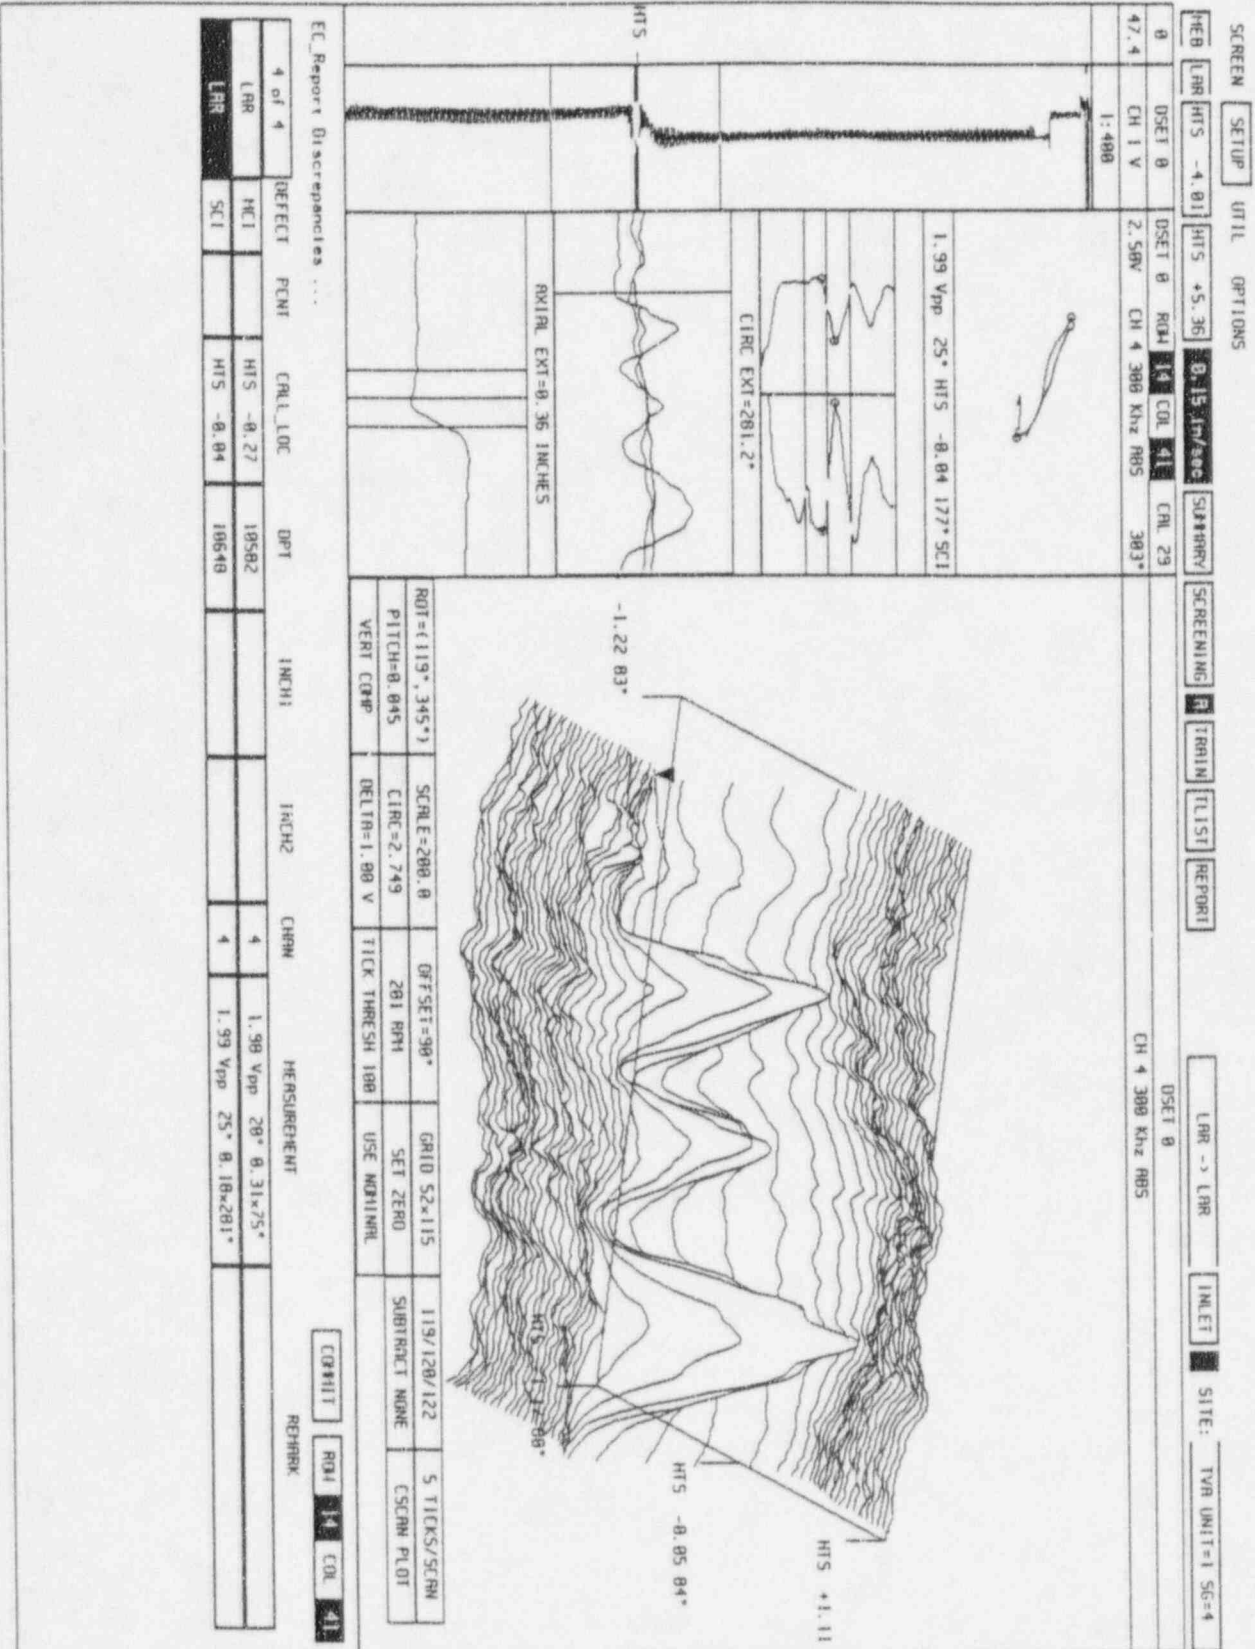 SCREEN SETUP UTIL OPTIONS
MEB LAR HTS -4.01 HTS +5.36 0.15 in/sec SUMMARY SCREENING A TRAIN TLIST REPORT LAR -> LAR INLET SITE: TVA UNIT=1 SG=4
0 DSET 0 DSET 0 ROW 14 COL 41 CAL 29 DSET 0
47.4 CH 1 V 2.50V CH 4 300 Khz ABS 303° CH 4 300 Khz ABS
1:400
1.99 Vpp 25° HTS -0.04 177° SCI
CIRC EXT=281.2°
HTS
AXIAL EXT=0.36 INCHES
-1.22 83°
HTS +1.11
HTS -0.05 84°
ROT=(119°,345°) SCALE=200.0 OFFSET=90° GRID 52x115 119/120/122 5 TICKS/SCAN
PITCH=0.045 CIRC=2.749 201 RPM SET ZERO SUBTRACT NONE CSCAN PLOT
VERT COMP DELTA=1.00 V TICK THRESH 100 USE NOMINAL
EC_Report Discrepancies ...
COMMIT ROW 14 COL 41
4 of 4 DEFECT PCNT CALL_LOC DPT INCH1 INCH2 CHAN MEASUREMENT REMARK
LAR MCI HTS -0.27 10502 4 1.90 Vpp 20° 0.31x75°
LAR SCI HTS -0.04 10640 4 1.99 Vpp 25° 0.18x281°